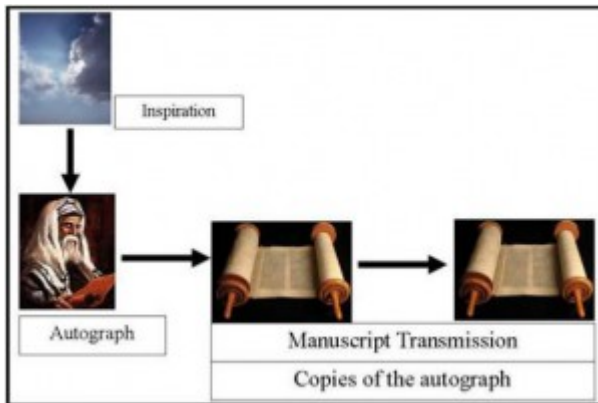 Inspiration
Autograph
Manuscript Transmission
Copies of the autograph